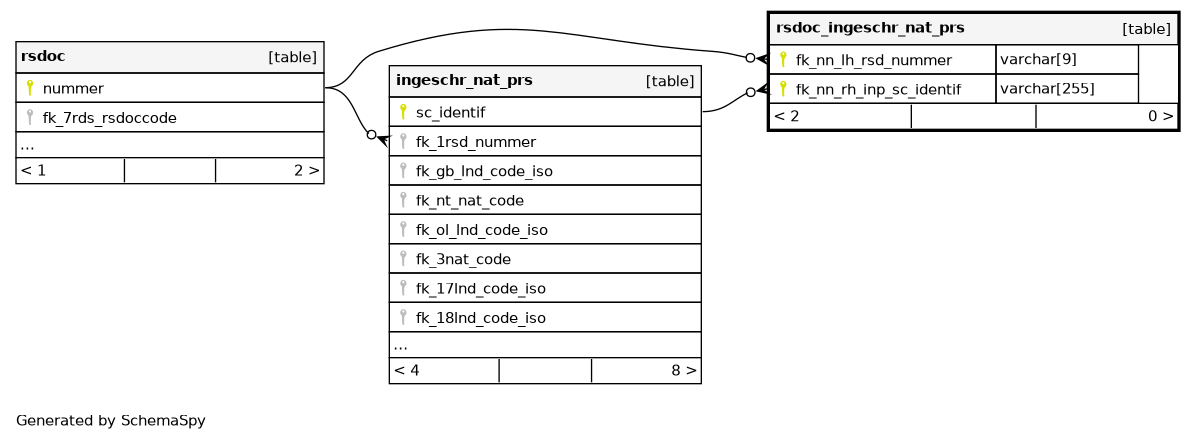 rsdoc [table]
nummer
fk_7rds_rsdoccode
...
< 1 2 >
ingeschr_nat_prs [table]
sc_identif
fk_1rsd_nummer
fk_gb_lnd_code_iso
fk_nt_nat_code
fk_ol_lnd_code_iso
fk_3nat_code
fk_17lnd_code_iso
fk_18lnd_code_iso
...
< 4 8 >
rsdoc_ingeschr_nat_prs [table]
fk_nn_lh_rsd_nummer varchar[9]
fk_nn_rh_inp_sc_identif varchar[255]
< 2 0 >
Generated by SchemaSpy